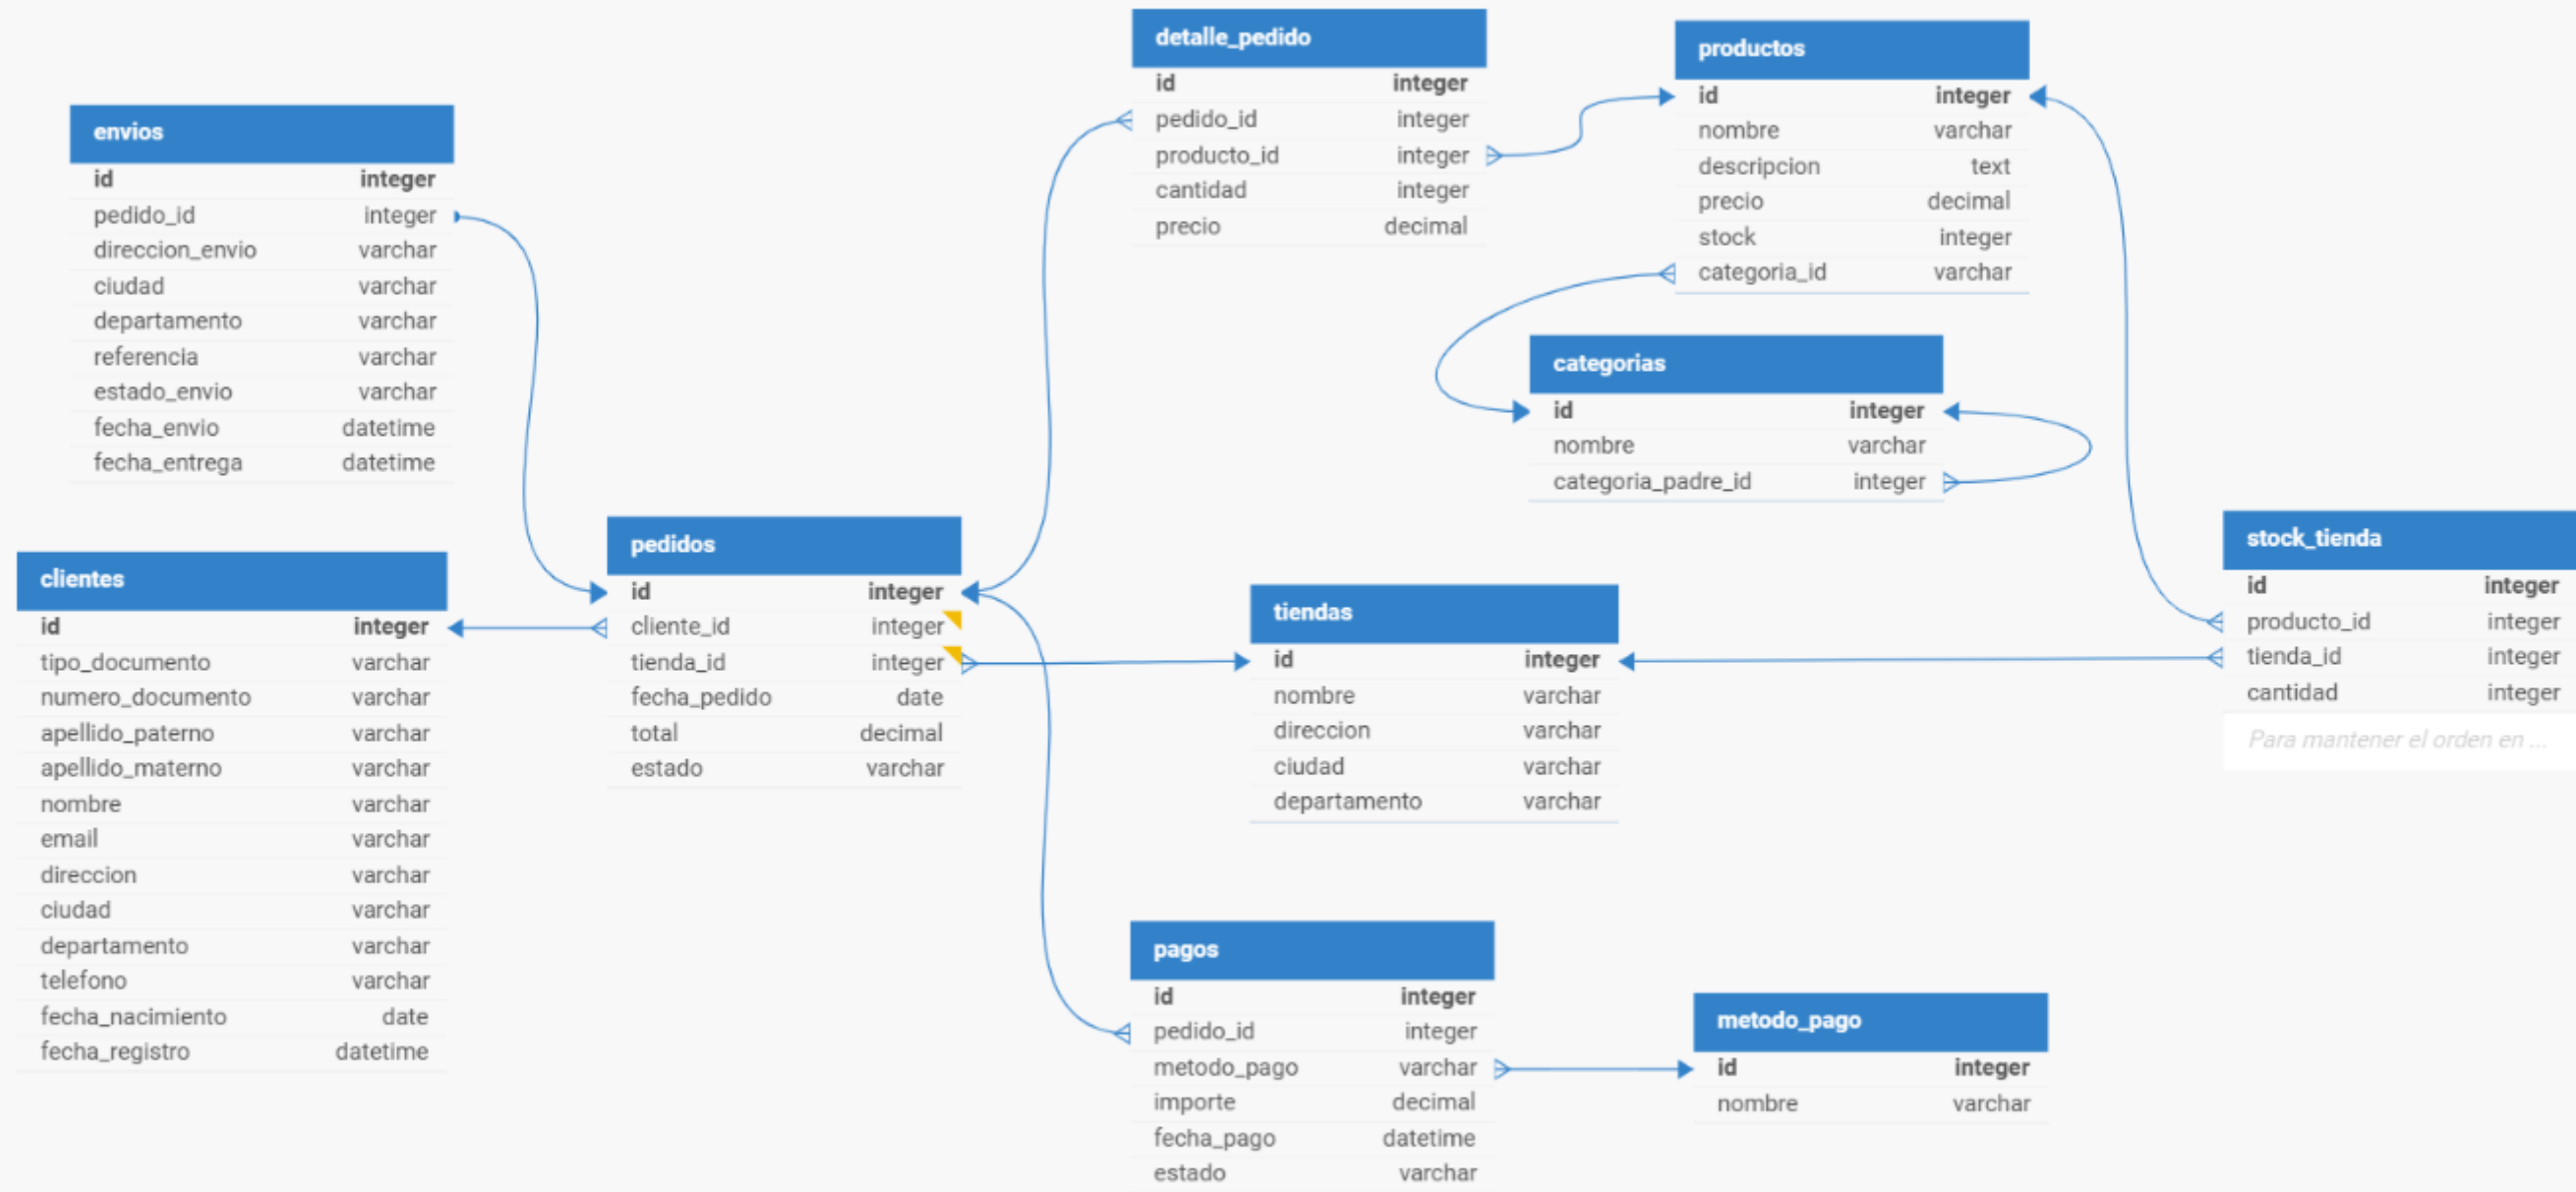 envios
id integer
pedido_id integer
direccion_envio varchar
ciudad varchar
departamento varchar
referencia varchar
estado_envio varchar
fecha_envio datetime
fecha_entrega datetime
clientes
id integer
tipo_documento varchar
numero_documento varchar
apellido_paterno varchar
apellido_materno varchar
nombre varchar
email varchar
direccion varchar
ciudad varchar
departamento varchar
telefono varchar
fecha_nacimiento date
fecha_registro datetime
pedidos
id integer
cliente_id integer
tienda_id integer
fecha_pedido date
total decimal
estado varchar
detalle_pedido
id integer
pedido_id integer
producto_id integer
cantidad integer
precio decimal
productos
id integer
nombre varchar
descripcion text
precio decimal
stock integer
categoria_id varchar
categorias
id integer
nombre varchar
categoria_padre_id integer
tiendas
id integer
nombre varchar
direccion varchar
ciudad varchar
departamento varchar
stock_tienda
id integer
producto_id integer
tienda_id integer
cantidad integer
Para mantener el orden en ...
pagos
id integer
pedido_id integer
metodo_pago varchar
importe decimal
fecha_pago datetime
estado varchar
metodo_pago
id integer
nombre varchar